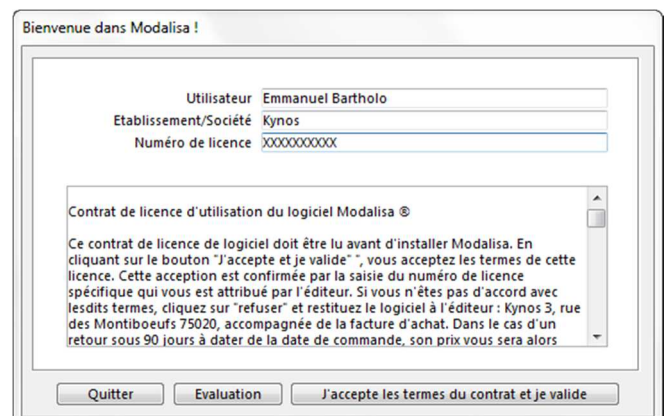 Bienvenue dans Modalisa !
Utilisateur Emmanuel Bartholo
Etablissement/Société Kynos
Numéro de licence XXXXXXXXXX
Contrat de licence d'utilisation du logiciel Modalisa ®
Ce contrat de licence de logiciel doit être lu avant d'installer Modalisa. En
cliquant sur le bouton "J'accepte et je valide" ", vous acceptez les termes de cette
licence. Cette acception est confirmée par la saisie du numéro de licence
spécifique qui vous est attribué par l'éditeur. Si vous n'êtes pas d'accord avec
lesdits termes, cliquez sur "refuser" et restituez le logiciel à l'éditeur : Kynos 3, rue
des Montiboeufs 75020, accompagnée de la facture d'achat. Dans le cas d'un
retour sous 90 jours à dater de la date de commande, son prix vous sera alors
Quitter Evaluation J'accepte les termes du contrat et je valide